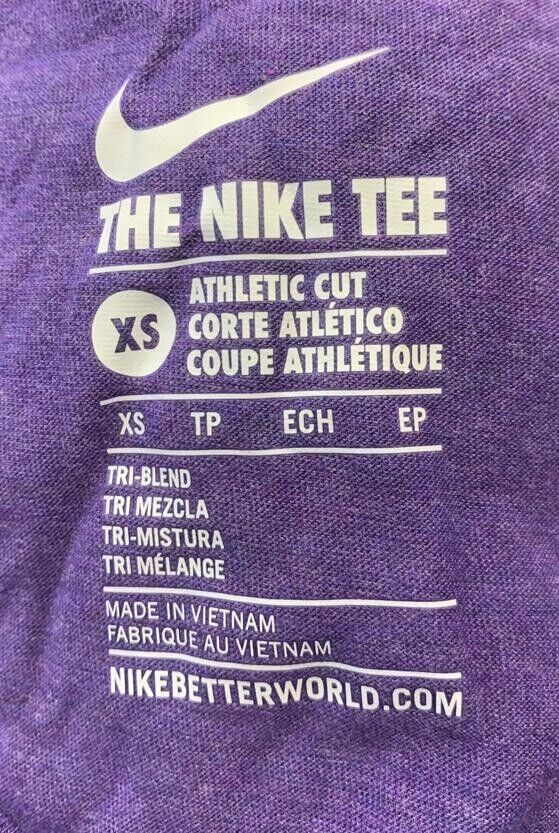 THE NIKE TEE
XS
ATHLETIC CUT
CORTE ATLÉTICO
COUPE ATHLÉTIQUE
XS TP ECH EP
TRI-BLEND
TRI MEZCLA
TRI-MISTURA
TRI MÉLANGE
MADE IN VIETNAM
FABRIQUE AU VIETNAM
NIKEBETTERWORLD.COM